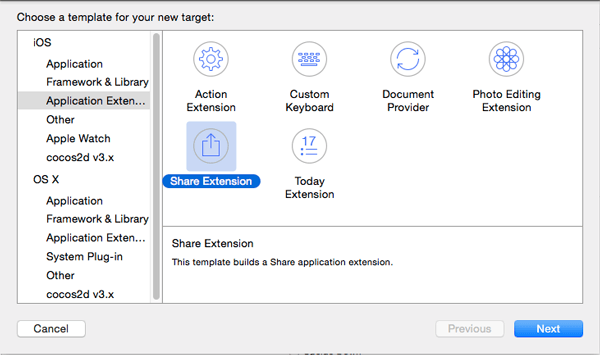 Choose a template for your new target:
iOS
Application
Framework & Library
Application Exten...
Other
Apple Watch
cocos2d v3.x
OS X
Application
Framework & Library
Application Exten...
System Plug-in
Other
cocos2d v3.x
Action
Extension
Custom
Keyboard
Document
Provider
Photo Editing
Extension
Share Extension
17
Today
Extension
Share Extension
This template builds a Share application extension.
Cancel
Previous
Next